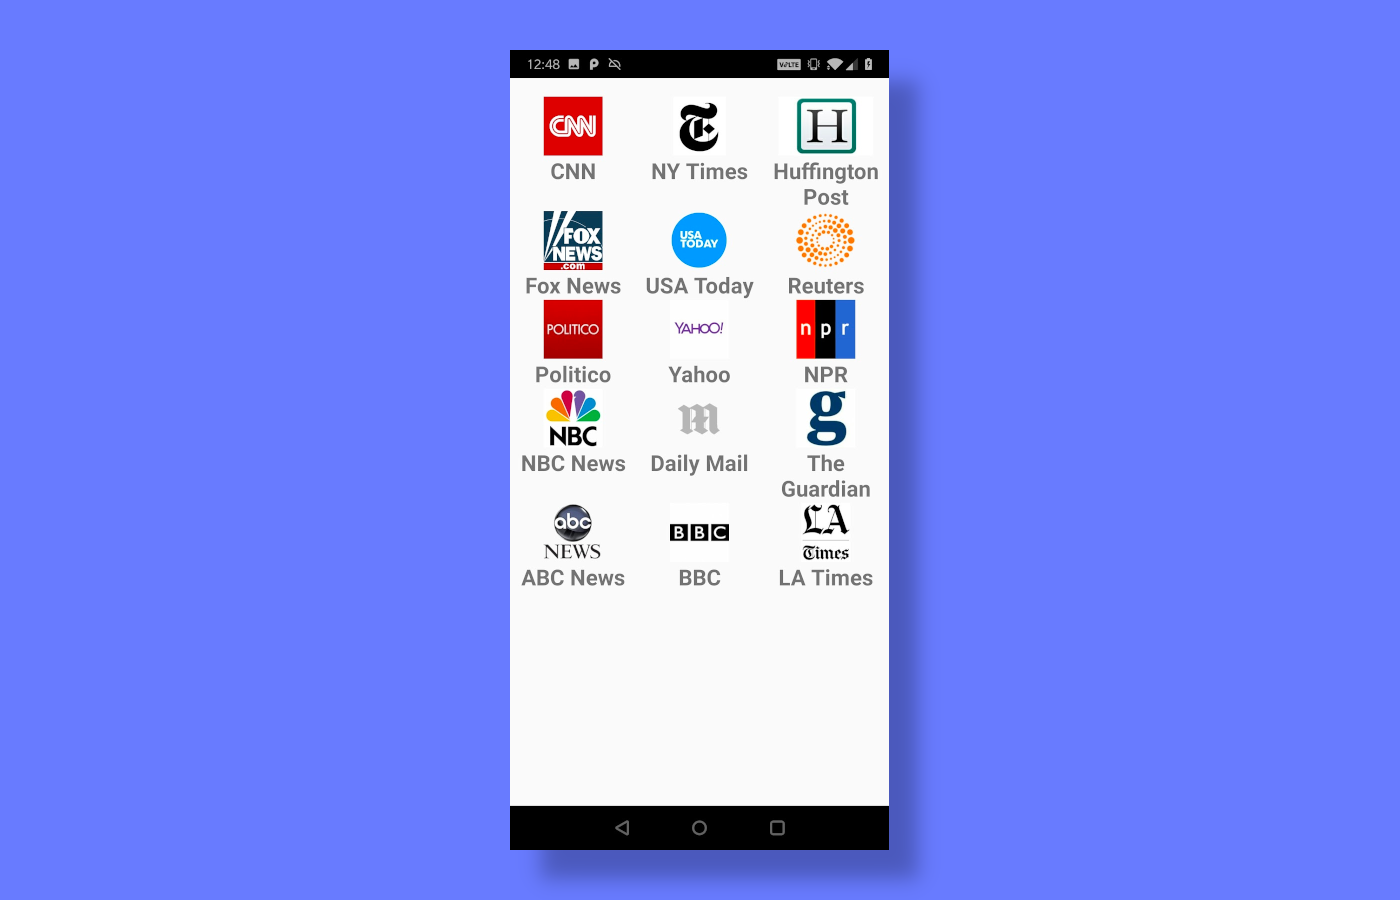 12:48
VoLTE
CNN
CNN
NY Times
H
Huffington
Post
FOX
NEWS
.com
Fox News
USA
TODAY
USA Today
Reuters
POLITICO
Politico
YAHOO!
Yahoo
npr
NPR
NBC
NBC News
Daily Mail
g
The
Guardian
abc
NEWS
ABC News
BBC
BBC
LA
Times
LA Times